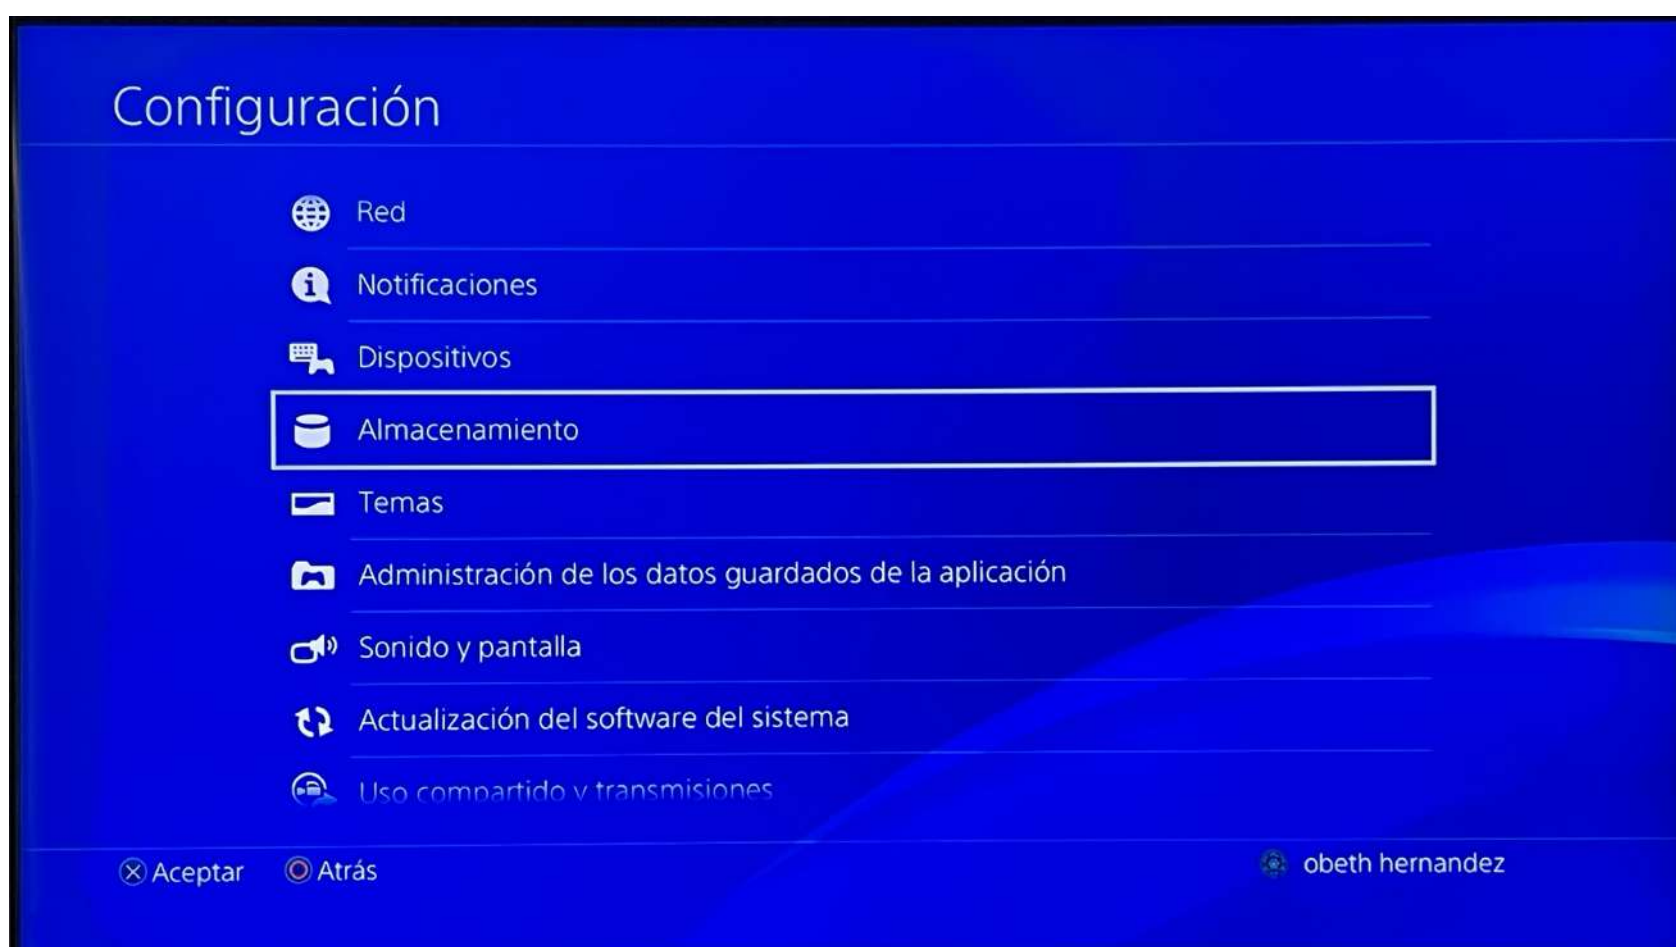 Configuración
Red
Notificaciones
Dispositivos
Almacenamiento
Temas
Administración de los datos guardados de la aplicación
Sonido y pantalla
Actualización del software del sistema
Uso compartido y transmisiones
Aceptar Atrás obeth hernandez